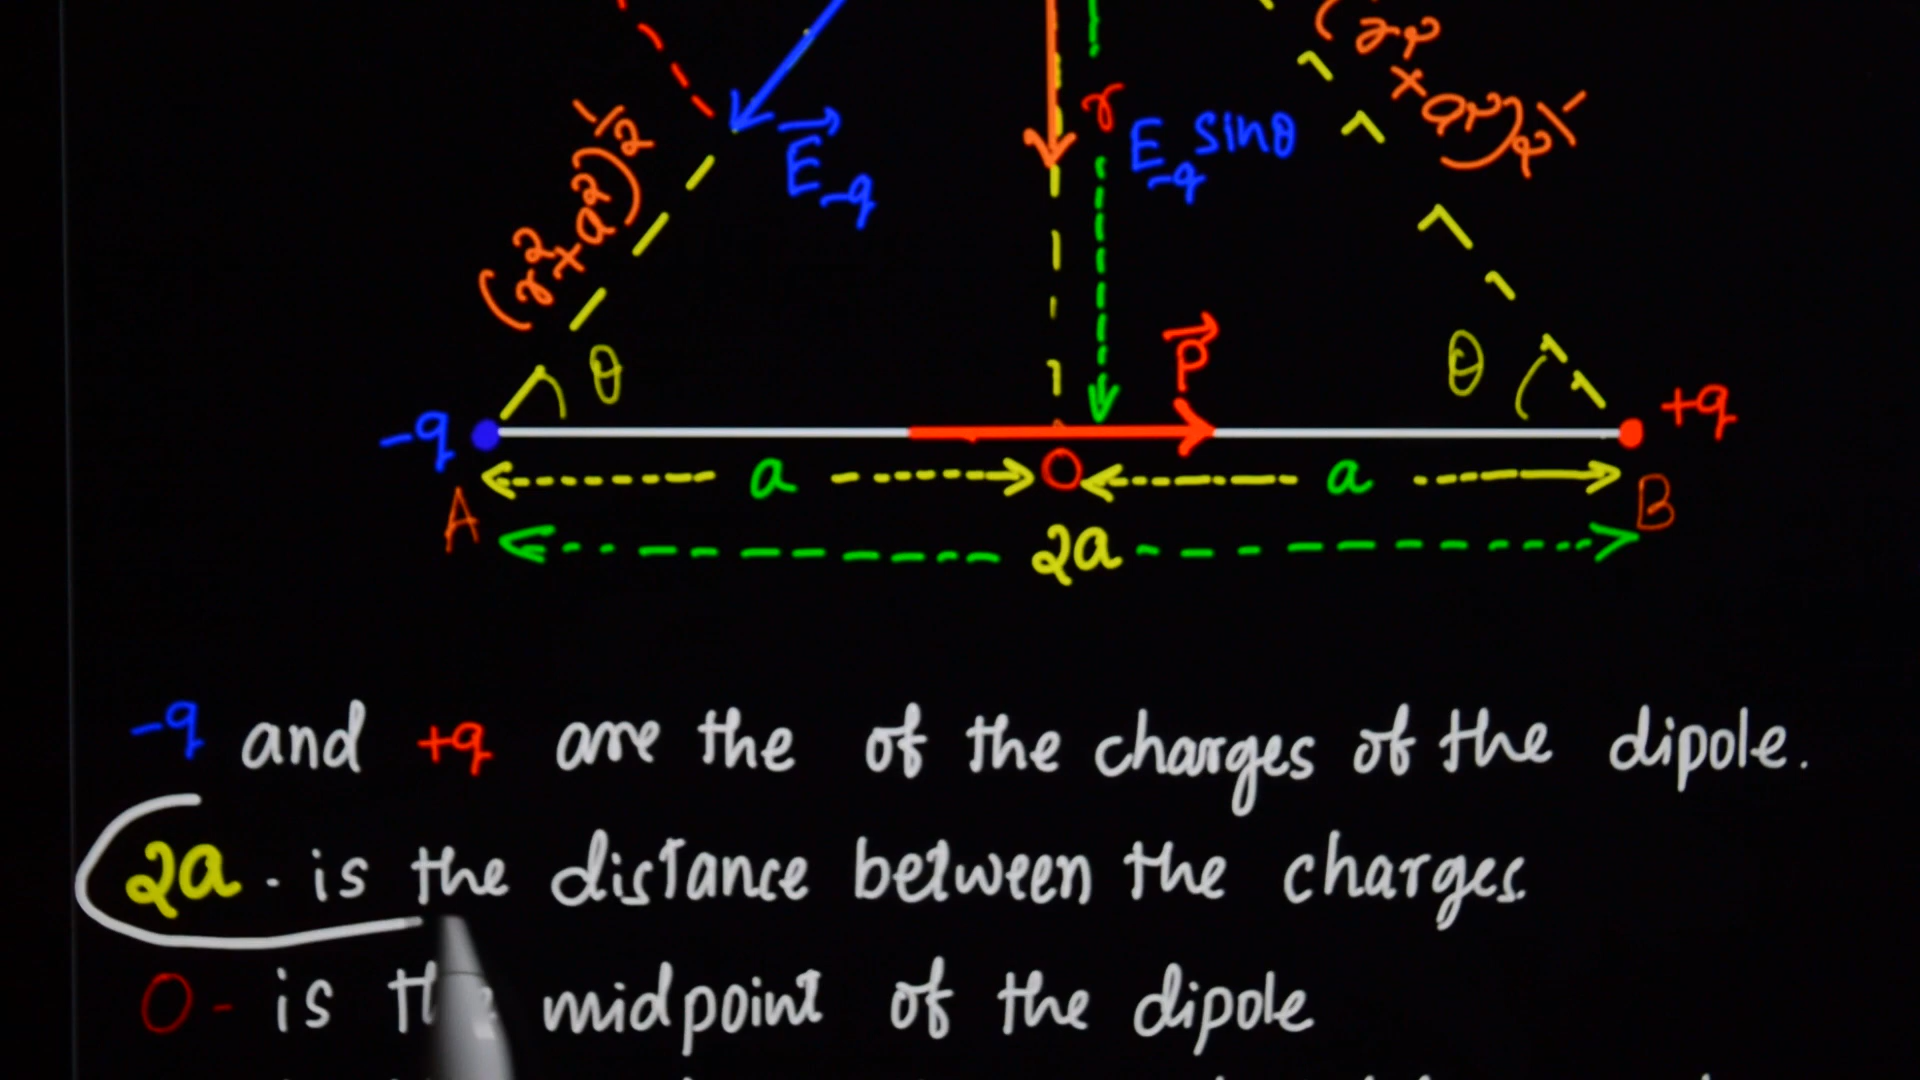 (r²+a²)^1/2
r
E₋q sinθ
(r²+a²)^1/2
E⃗₋q
θ
P⃗
θ
-q
+q
a
O
a
A
B
2a
-q and +q are the of the charges of the dipole.
2a - is the distance between the charges.
O - is the midpoint of the dipole